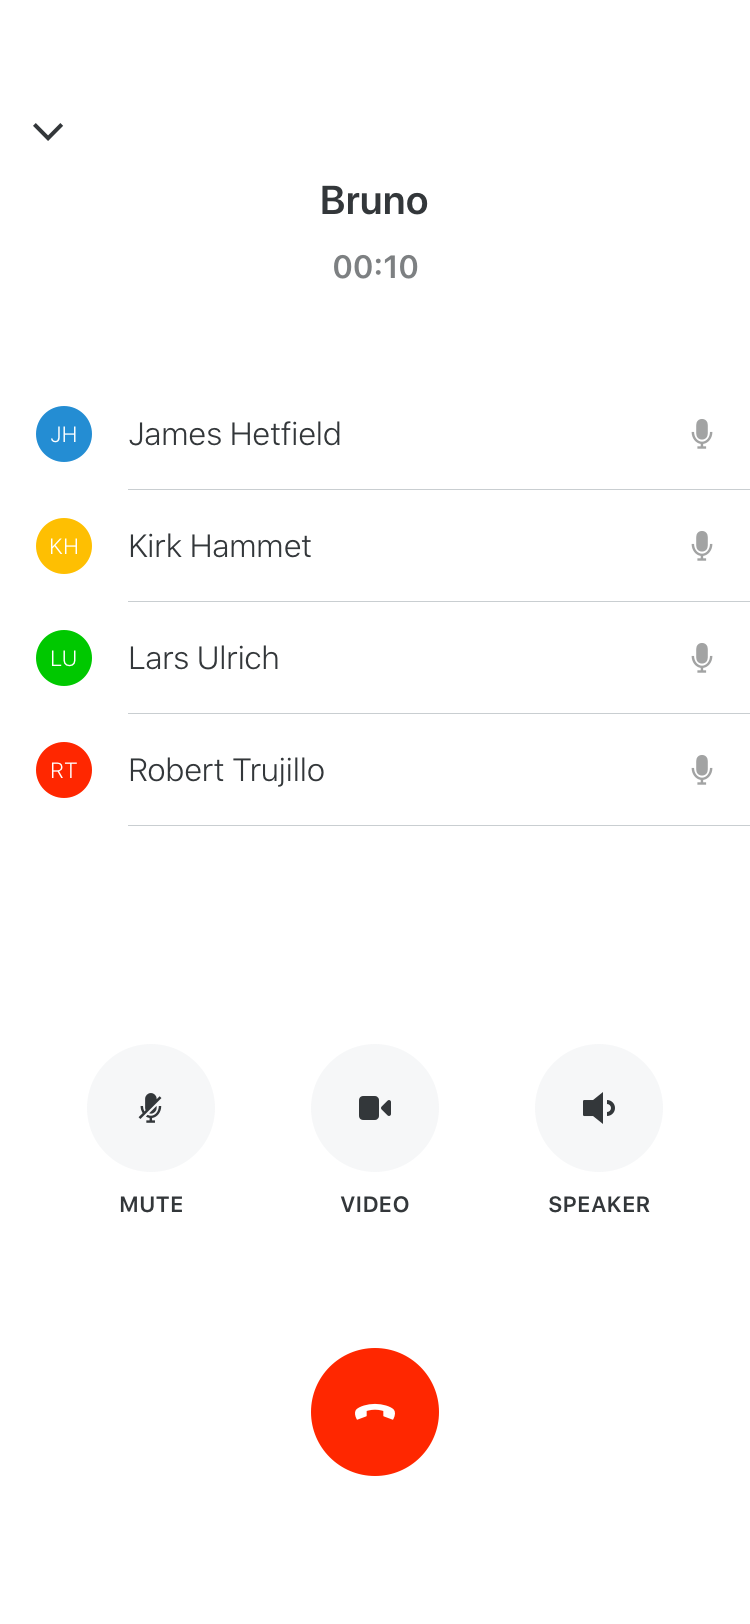 Bruno
00:10
JH James Hetfield
KH Kirk Hammet
LU Lars Ulrich
RT Robert Trujillo
MUTE VIDEO SPEAKER